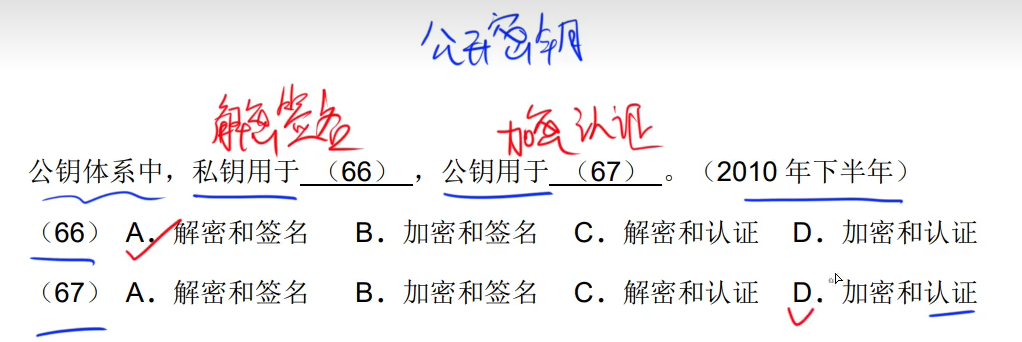 公开密钥
解密签名 加密认证
公钥体系中，私钥用于 （66） ，公钥用于 （67） 。（2010 年下半年）
（66） A．解密和签名 B．加密和签名 C．解密和认证 D．加密和认证
（67） A．解密和签名 B．加密和签名 C．解密和认证 D．加密和认证